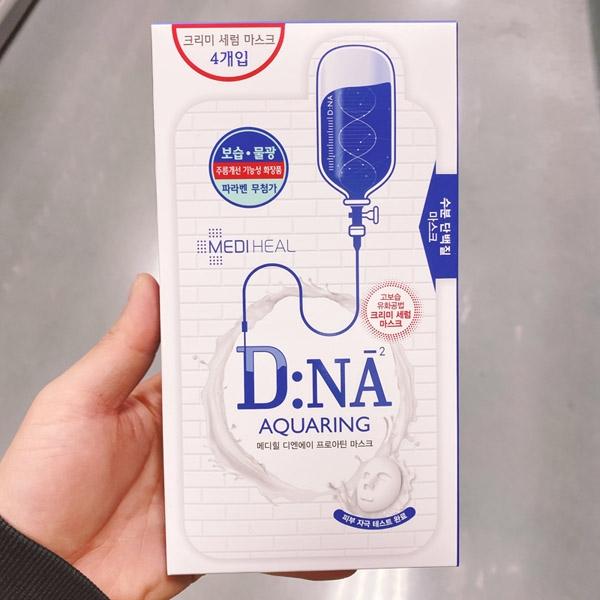 크리미 세럼 마스크
4개입
D:NA
보습·물광
주름개선 기능성 화장품
파라벤 무첨가
수분 단백질
마스크
MEDIHEAL
고보습
유화공법
크리미 세럼
마스크
D:NĀ²
AQUARING
메디힐 디엔에이 프로아틴 마스크
피부 자극 테스트 완료